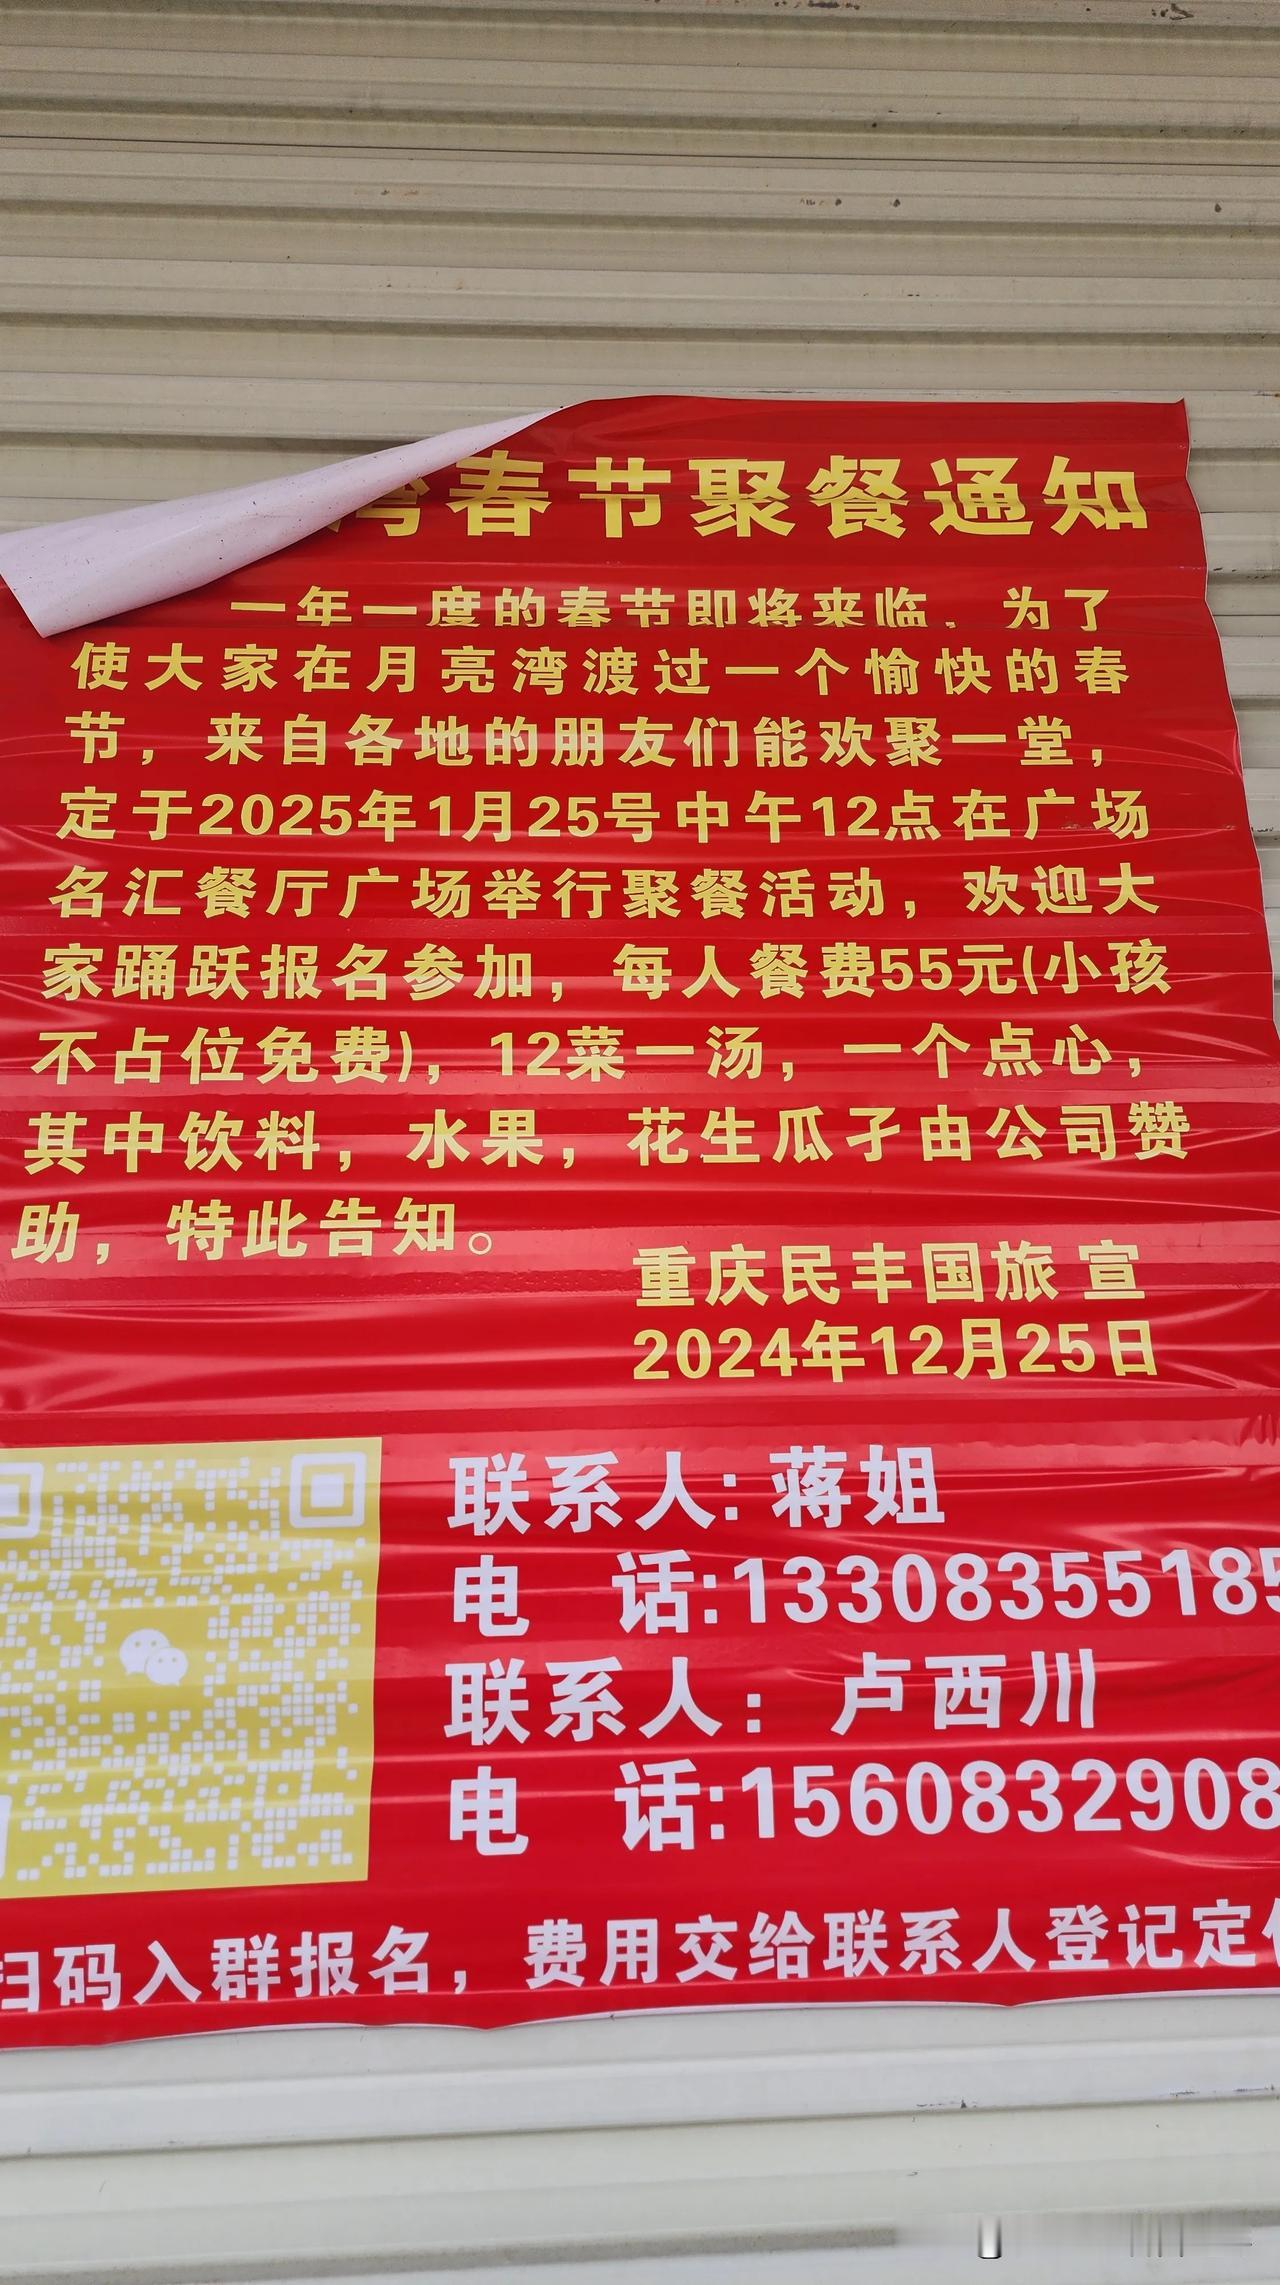 湾春节聚餐通知
一年一度的春节即将来临，为了
使大家在月亮湾渡过一个愉快的春
节，来自各地的朋友们能欢聚一堂，
定于2025年1月25号中午12点在广场
名汇餐厅广场举行聚餐活动，欢迎大
家踊跃报名参加，每人餐费55元(小孩
不占位免费)，12菜一汤，一个点心，
其中饮料，水果，花生瓜子由公司赞
助，特此告知。
重庆民丰国旅 宣
2024年12月25日
联系人:蒋姐
电 话:13308355185
联系人：卢西川
电 话:1560832908
扫码入群报名，费用交给联系人登记定